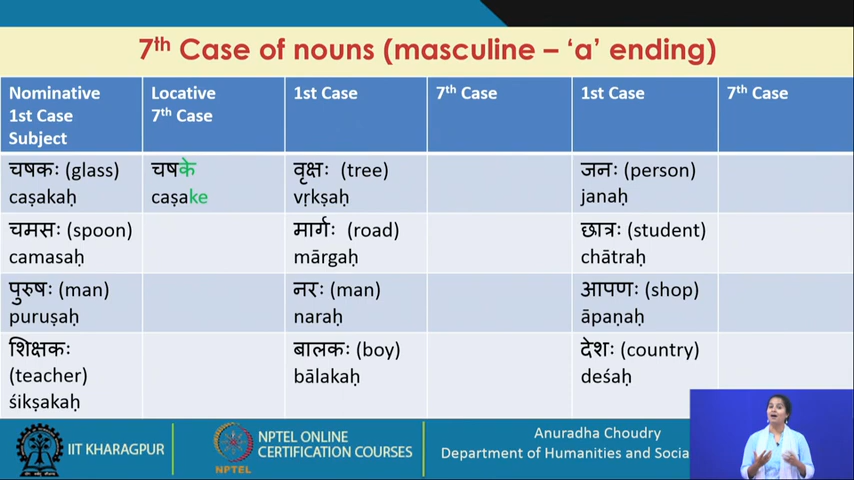 7th Case of nouns (masculine – ‘a’ ending)
Nominative
1st Case
Subject
Locative
7th Case
1st Case
7th Case
1st Case
7th Case
चषकः (glass)
caṣakaḥ
चषके
caṣake
वृक्षः (tree)
vṛkṣaḥ
जनः (person)
janaḥ
चमसः (spoon)
camasaḥ
मार्गः (road)
mārgaḥ
छात्रः (student)
chātraḥ
पुरुषः (man)
puruṣaḥ
नरः (man)
naraḥ
आपणः (shop)
āpaṇaḥ
शिक्षकः
(teacher)
śikṣakaḥ
बालकः (boy)
bālakaḥ
देशः (country)
deśaḥ
IIT KHARAGPUR
NPTEL
NPTEL ONLINE
CERTIFICATION COURSES
Anuradha Choudry
Department of Humanities and Socia